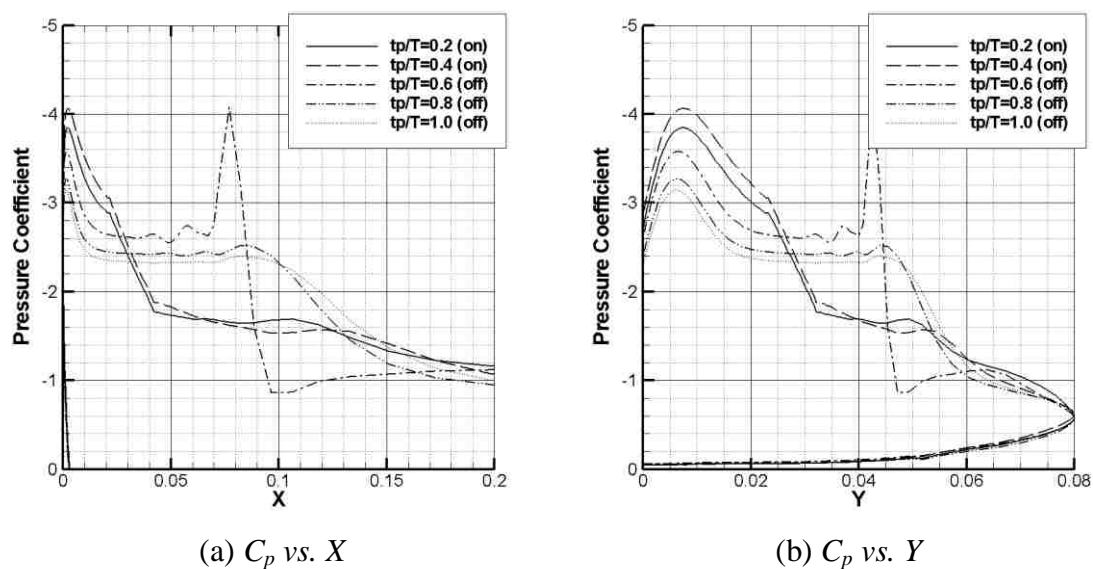 -5
-4
-3
-2
-1
0
Pressure Coefficient
0
0.05
0.1
0.15
0.2
X
tp/T=0.2 (on)
tp/T=0.4 (on)
tp/T=0.6 (off)
tp/T=0.8 (off)
tp/T=1.0 (off)
(a) Cp vs. X
-5
-4
-3
-2
-1
0
Pressure Coefficient
0
0.02
0.04
0.06
0.08
Y
tp/T=0.2 (on)
tp/T=0.4 (on)
tp/T=0.6 (off)
tp/T=0.8 (off)
tp/T=1.0 (off)
(b) Cp vs. Y